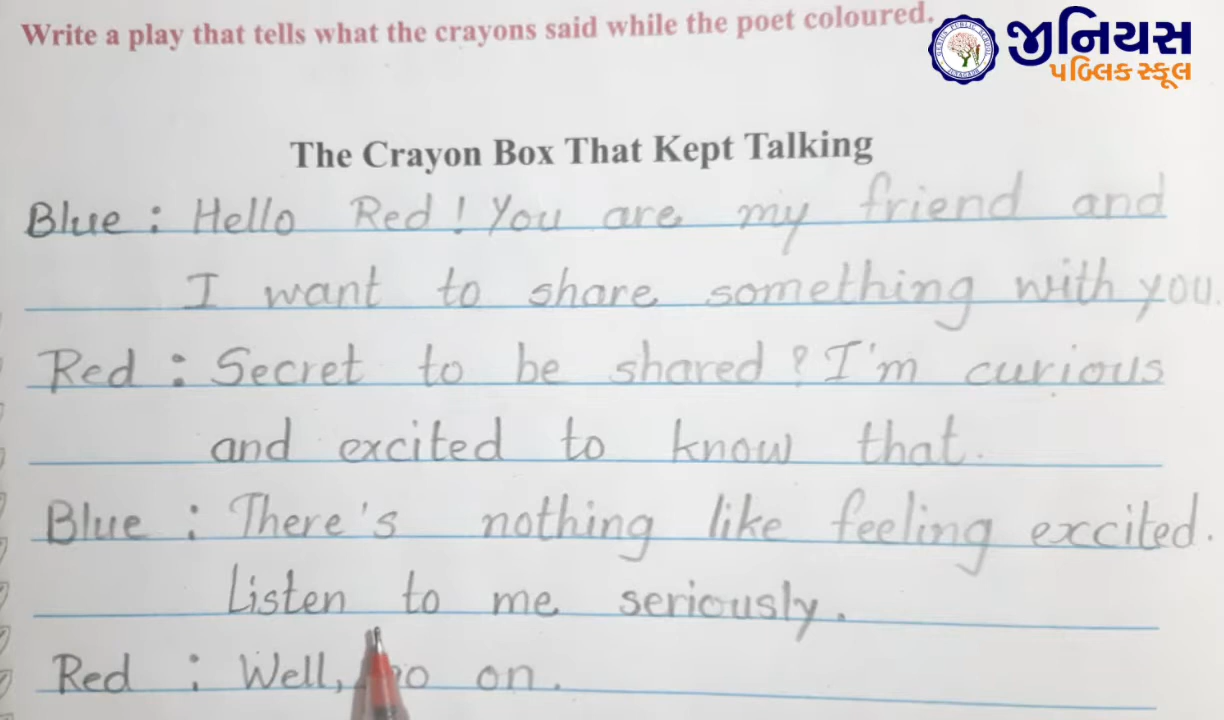 Write a play that tells what the crayons said while the poet coloured.
જીનિયસ
પબ્લિક સ્કૂલ
The Crayon Box That Kept Talking
Blue : Hello Red! You are my friend and
I want to share something with you.
Red : Secret to be shared? I'm curious
and excited to know that.
Blue : There's nothing like feeling excited.
Listen to me seriously.
Red : Well, on.